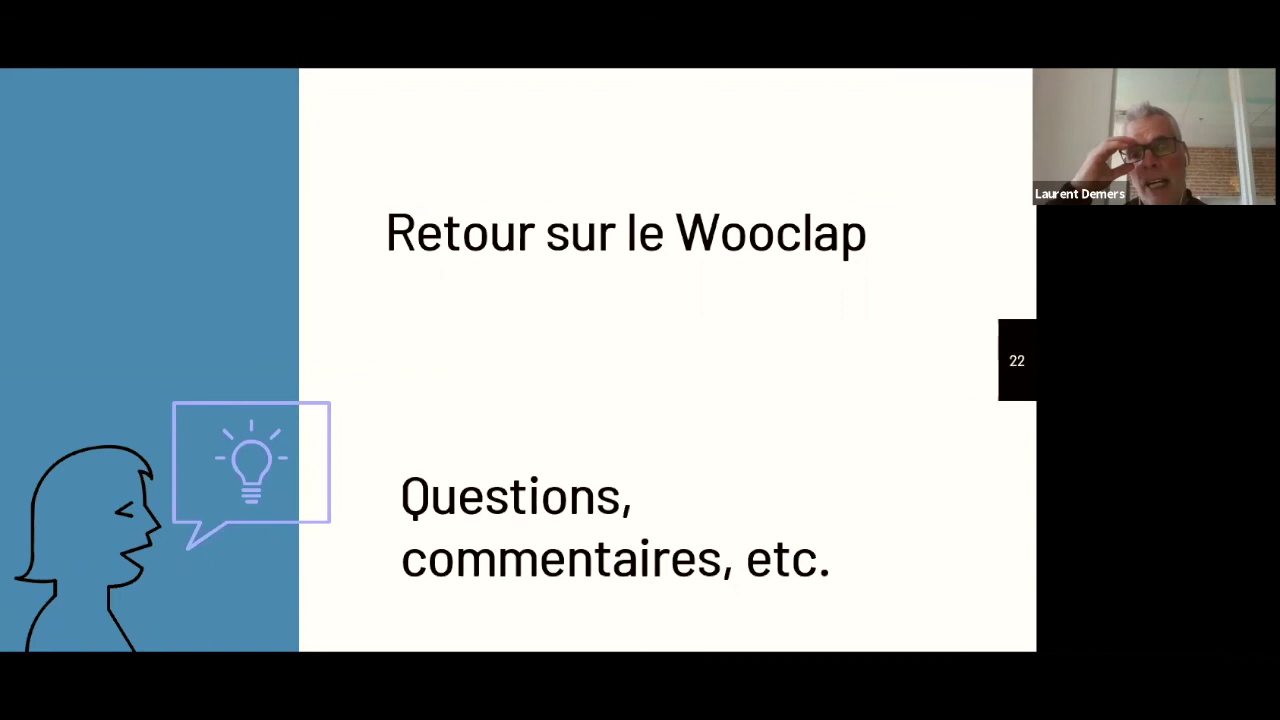 Laurent Demers
Retour sur le Wooclap
22
Questions,
commentaires, etc.